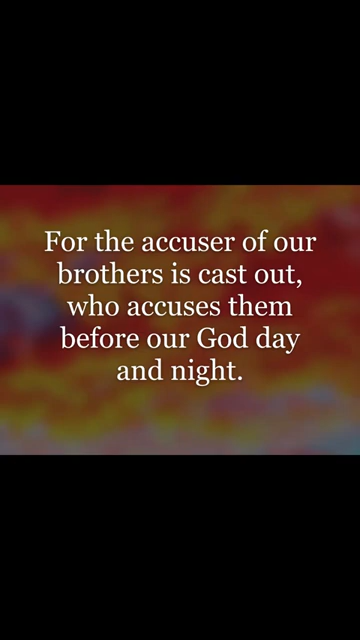 For the accuser of our
brothers is cast out,
who accuses them
before our God day
and night.